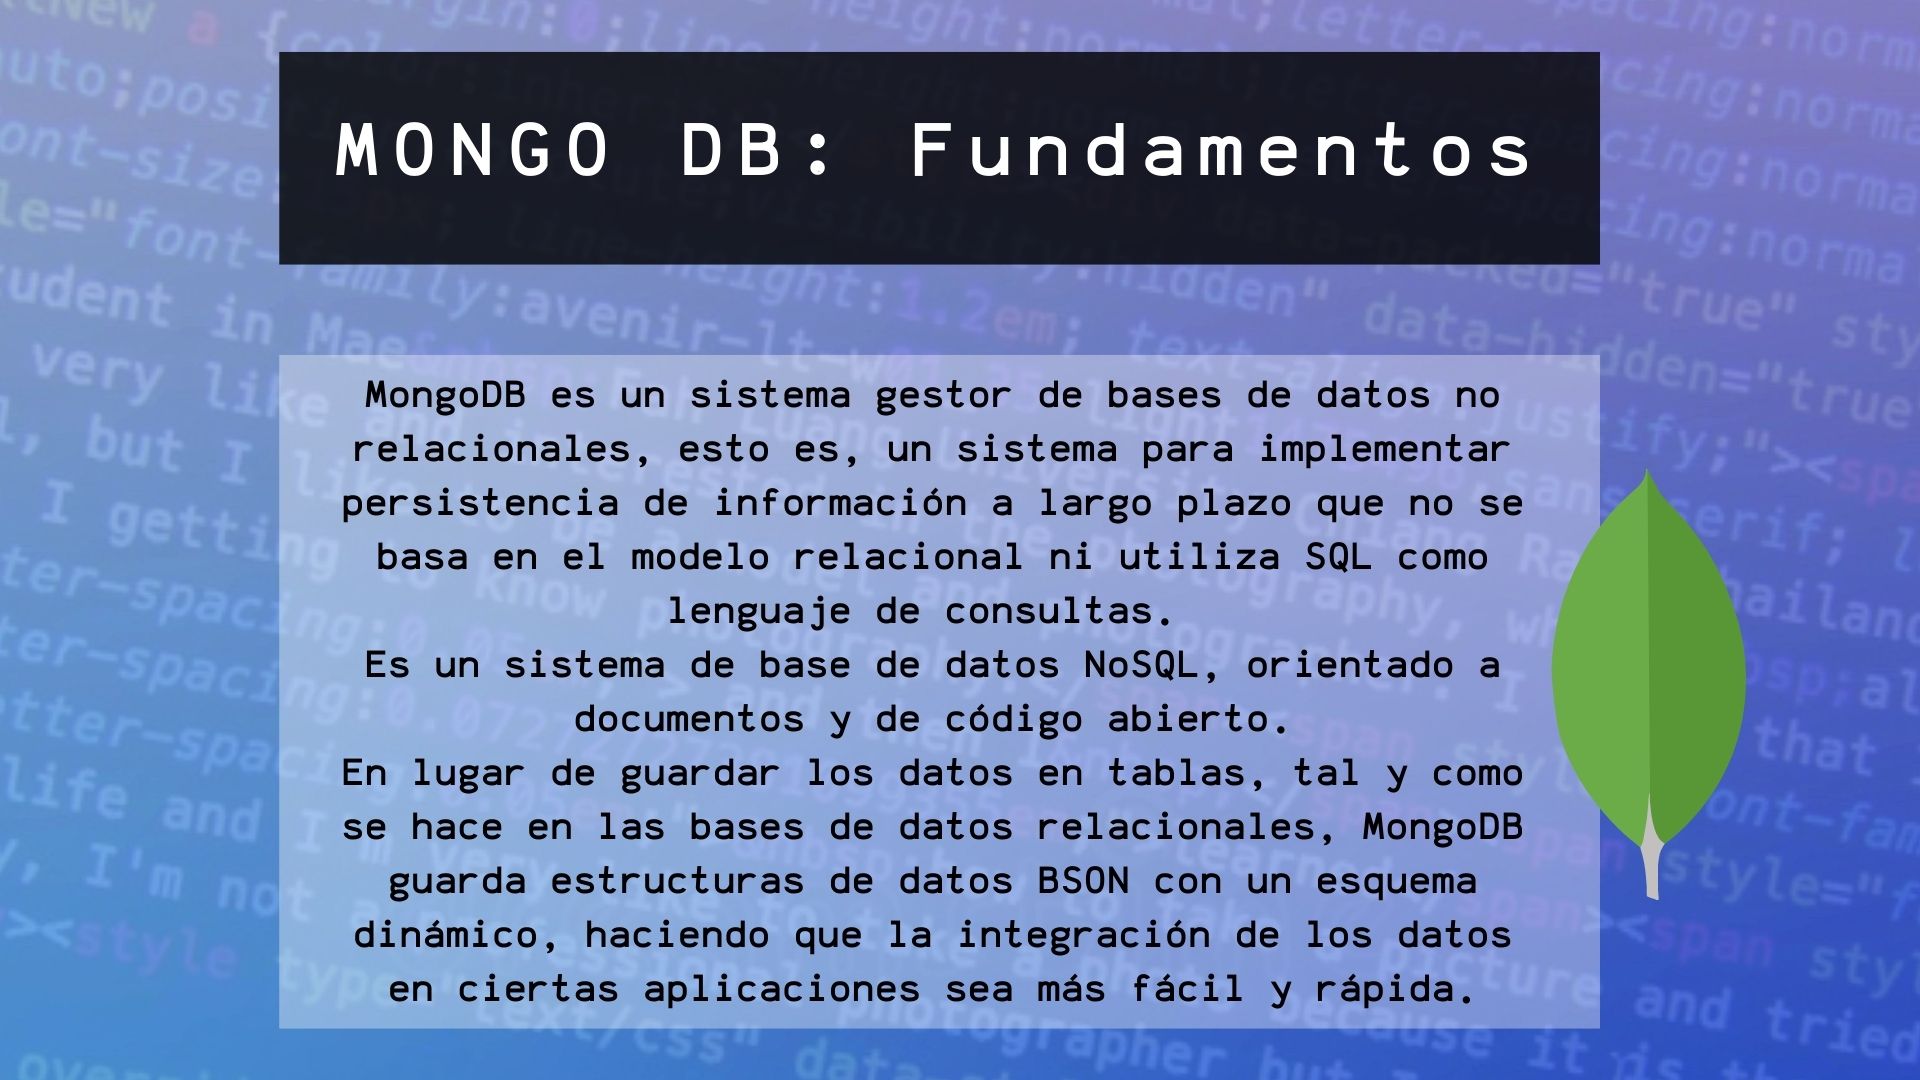 MONGO DB: Fundamentos
MongoDB es un sistema gestor de bases de datos no
relacionales, esto es, un sistema para implementar
persistencia de información a largo plazo que no se
basa en el modelo relacional ni utiliza SQL como
lenguaje de consultas.
Es un sistema de base de datos NoSQL, orientado a
documentos y de código abierto.
En lugar de guardar los datos en tablas, tal y como
se hace en las bases de datos relacionales, MongoDB
guarda estructuras de datos BSON con un esquema
dinámico, haciendo que la integración de los datos
en ciertas aplicaciones sea más fácil y rápida.